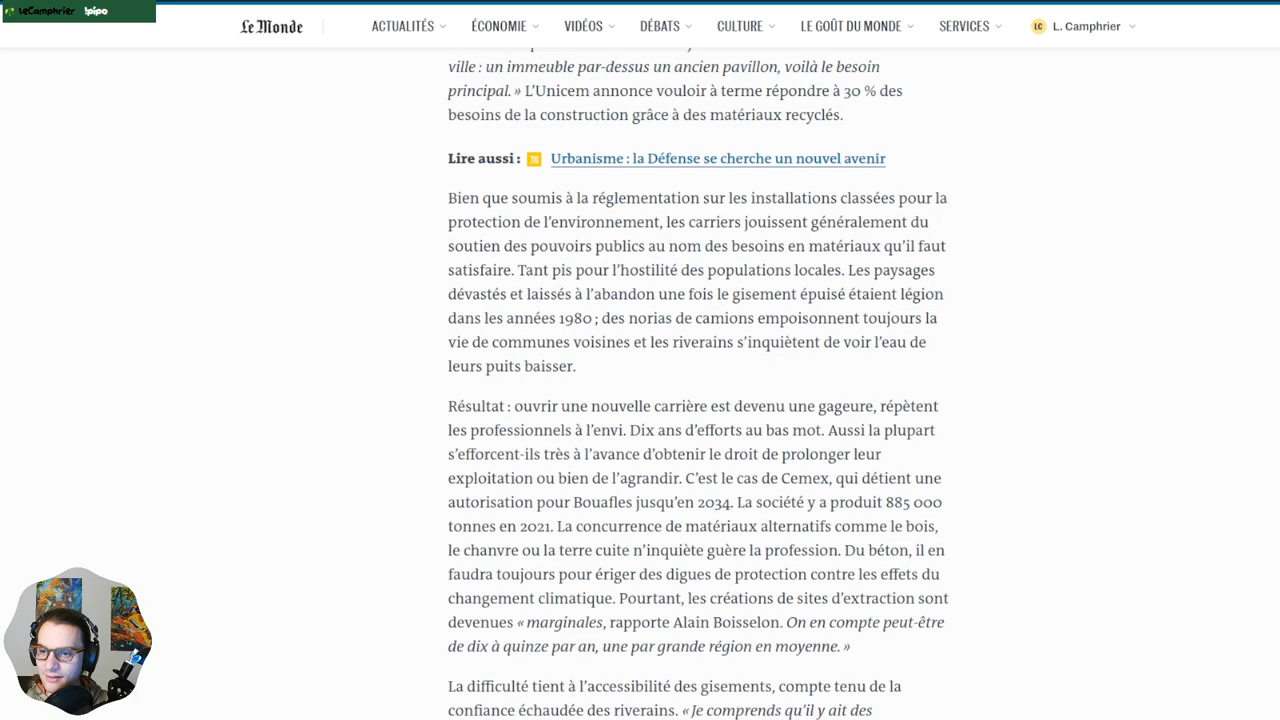 LeCamphrier !pipo
Le Monde ACTUALITÉS ÉCONOMIE VIDÉOS DÉBATS CULTURE LE GOÛT DU MONDE SERVICES LC L. Camphrier
ville : un immeuble par-dessus un ancien pavillon, voilà le besoin
principal. » L’Unicem annonce vouloir à terme répondre à 30 % des
besoins de la construction grâce à des matériaux recyclés.
Lire aussi : Urbanisme : la Défense se cherche un nouvel avenir
Bien que soumis à la réglementation sur les installations classées pour la
protection de l’environnement, les carriers jouissent généralement du
soutien des pouvoirs publics au nom des besoins en matériaux qu’il faut
satisfaire. Tant pis pour l’hostilité des populations locales. Les paysages
dévastés et laissés à l’abandon une fois le gisement épuisé étaient légion
dans les années 1980 ; des norias de camions empoisonnent toujours la
vie de communes voisines et les riverains s’inquiètent de voir l’eau de
leurs puits baisser.
Résultat : ouvrir une nouvelle carrière est devenu une gageure, répètent
les professionnels à l’envi. Dix ans d’efforts au bas mot. Aussi la plupart
s’efforcent-ils très à l’avance d’obtenir le droit de prolonger leur
exploitation ou bien de l’agrandir. C’est le cas de Cemex, qui détient une
autorisation pour Bouafles jusqu’en 2034. La société y a produit 885 000
tonnes en 2021. La concurrence de matériaux alternatifs comme le bois,
le chanvre ou la terre cuite n’inquiète guère la profession. Du béton, il en
faudra toujours pour ériger des digues de protection contre les effets du
changement climatique. Pourtant, les créations de sites d’extraction sont
devenues « marginales, rapporte Alain Boisselon. On en compte peut-être
de dix à quinze par an, une par grande région en moyenne. »
La difficulté tient à l’accessibilité des gisements, compte tenu de la
confiance échaudée des riverains. « Je comprends qu’il y ait des